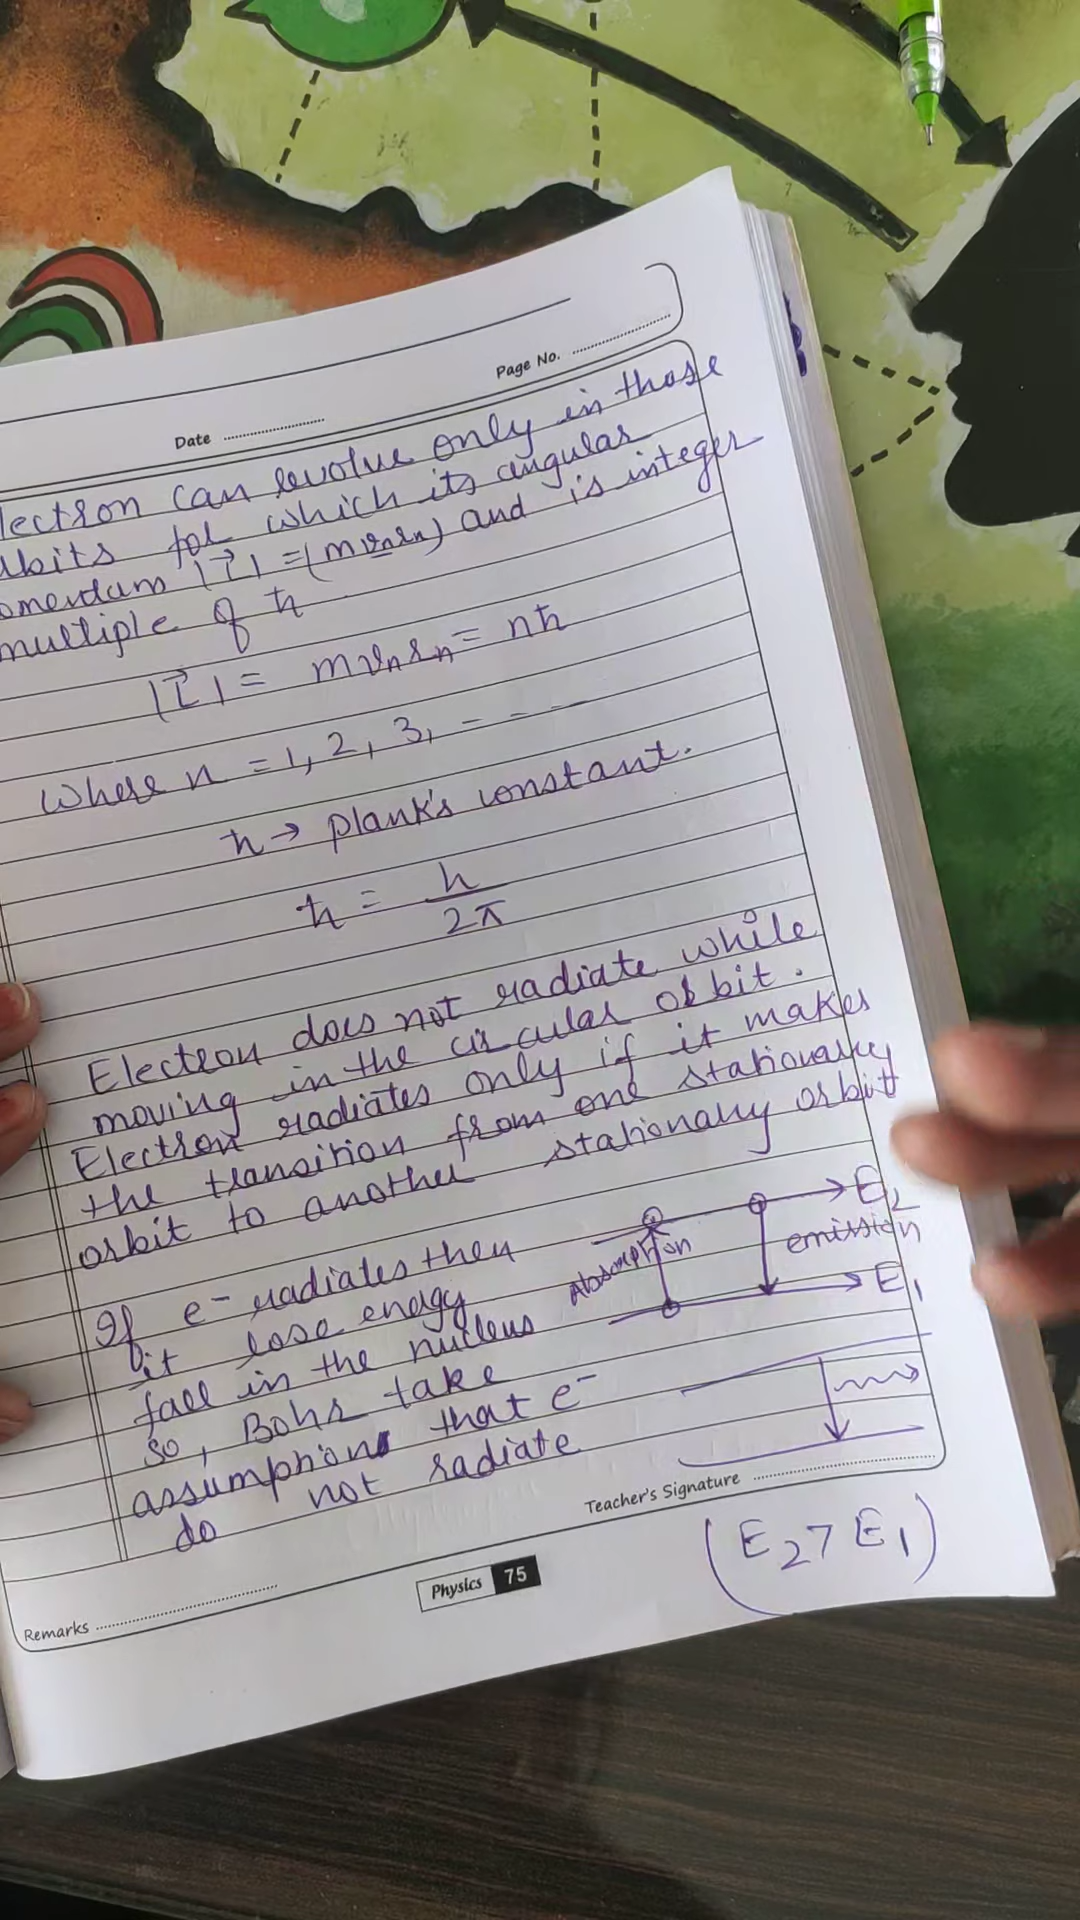 Page No.
Date
lectron can revolve only in those
rbits for which its angular
omentum |L| = (mvnrn) and is integer
multiple of ħ
|L| = mvnrn = nħ
where n = 1, 2, 3, - - -
ħ → plank's constant.
ħ = h
2π
Electron does not radiate while
moving in the circular orbit.
Electron radiates only if it makes
the transition from one stationary
orbit to another stationary orbit
If e- radiates then
it lose energy
fall in the nucleus
so, Bohr take
assumption that e-
do not radiate
E2
Absorption
emission
E1
Teacher's Signature
(E2 > E1)
Physics 75
Remarks